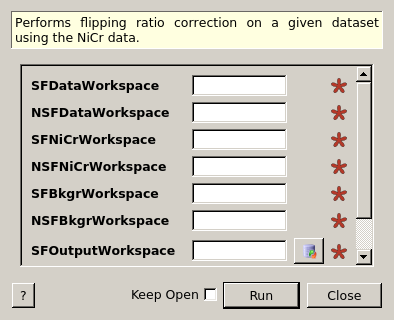 Performs flipping ratio correction on a given dataset
using the NiCr data.
SFDataWorkspace
NSFDataWorkspace
SFNiCrWorkspace
NSFNiCrWorkspace
SFBkgrWorkspace
NSFBkgrWorkspace
SFOutputWorkspace
? Keep Open Run Close